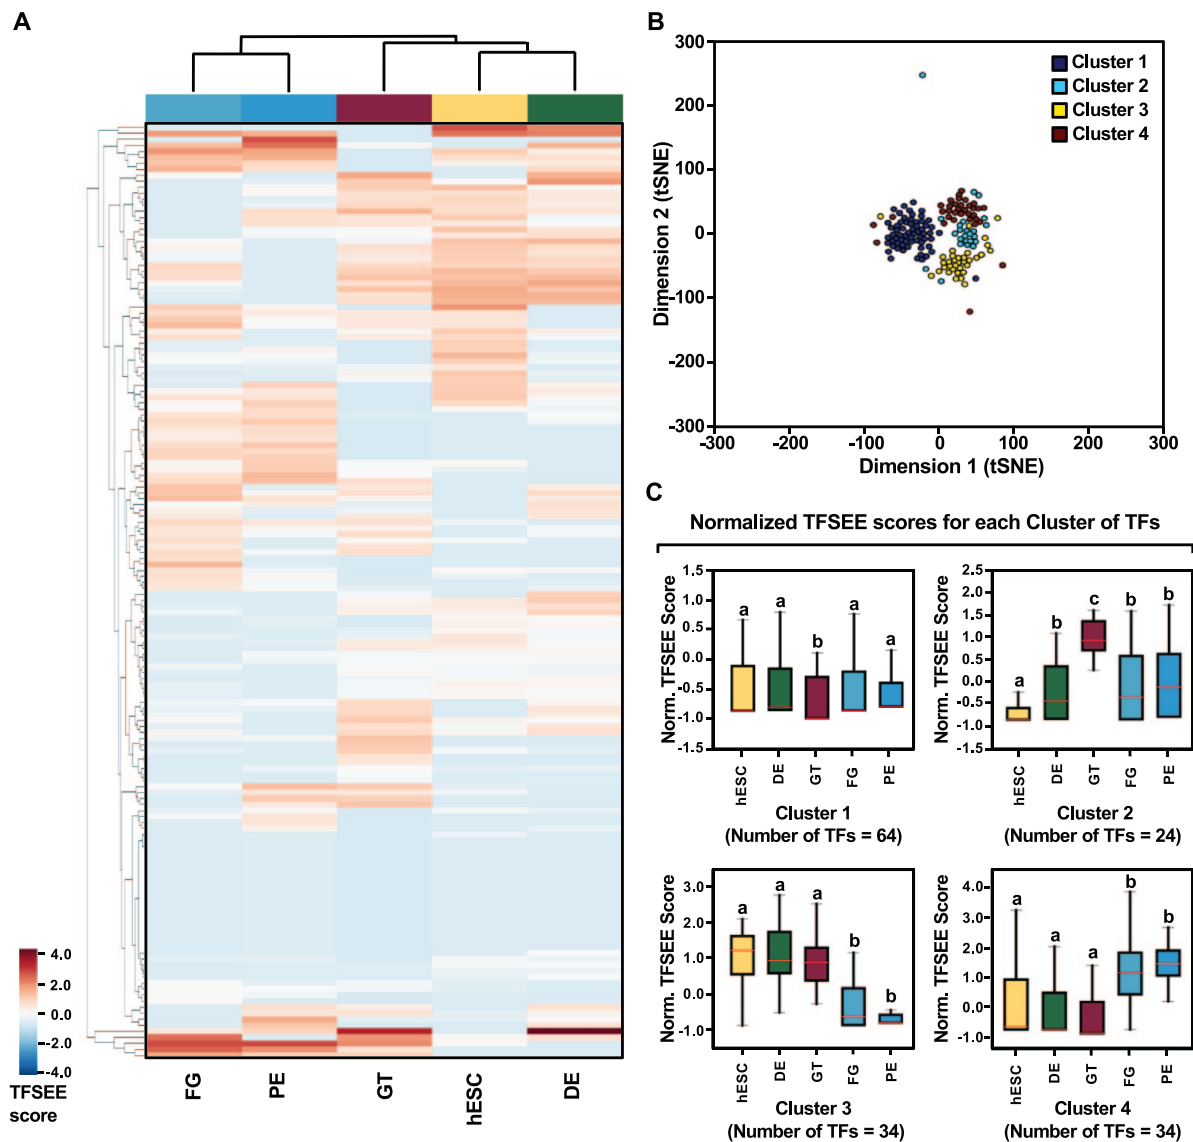 A
FG
PE
GT
hESC
DE
4.0
2.0
0.0
-2.0
-4.0
TFSEE
score
B
300
200
100
0
-100
-200
-300
-300
-200
-100
0
100
200
300
Dimension 2 (tSNE)
Dimension 1 (tSNE)
Cluster 1
Cluster 2
Cluster 3
Cluster 4
C
Normalized TFSEE scores for each Cluster of TFs
Norm. TFSEE Score
1.5
1.0
0.5
0.0
-0.5
-1.0
-1.5
a
a
b
a
a
hESC
DE
GT
FG
PE
Cluster 1
(Number of TFs = 64)
Norm. TFSEE Score
2.5
2.0
1.5
1.0
0.5
0.0
-0.5
-1.0
-1.5
a
b
c
b
b
hESC
DE
GT
FG
PE
Cluster 2
(Number of TFs = 24)
Norm. TFSEE Score
3.0
2.0
1.0
0.0
-1.0
a
a
a
b
b
hESC
DE
GT
FG
PE
Cluster 3
(Number of TFs = 34)
Norm. TFSEE Score
4.0
3.0
2.0
1.0
0.0
-1.0
a
a
a
b
b
hESC
DE
GT
FG
PE
Cluster 4
(Number of TFs = 34)